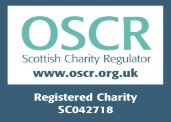 OSCR
Scottish Charity Regulator
www.oscr.org.uk
Registered Charity
SC042718